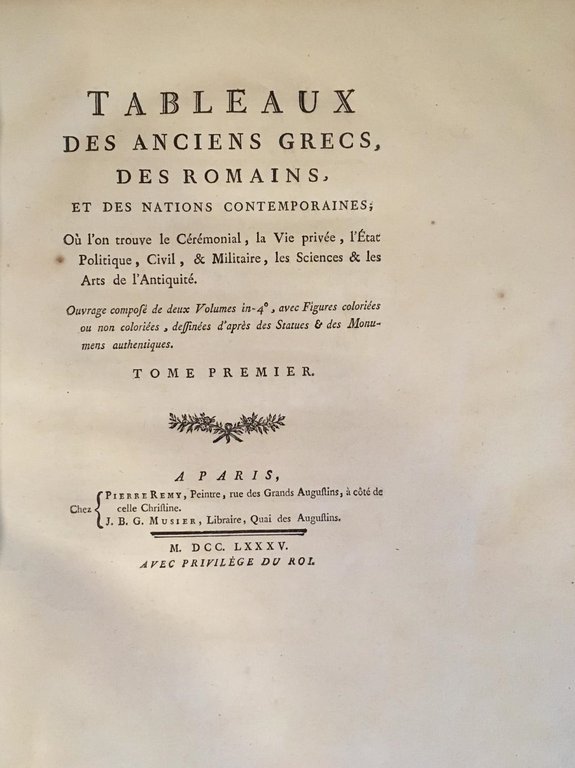 TABLEAUX
DES ANCIENS GRECS,
DES ROMAINS,
ET DES NATIONS CONTEMPORAINES;
Où l'on trouve le Cérémonial, la Vie privée, l'État
Politique, Civil, & Militaire, les Sciences & les
Arts de l'Antiquité.
Ouvrage compoſé de deux Volumes in-4°, avec Figures coloriées
ou non coloriées, deſſinées d'après des Statues & des Monu-
mens authentiques.
TOME PREMIER.
A PARIS,
Chez { PIERRE REMY, Peintre, rue des Grands Auguſtins, à côté de
celle Chriſtine.
J. B. G. MUSIER, Libraire, Quai des Auguſtins.
M. DCC. LXXXV.
AVEC PRIVILÈGE DU ROI.